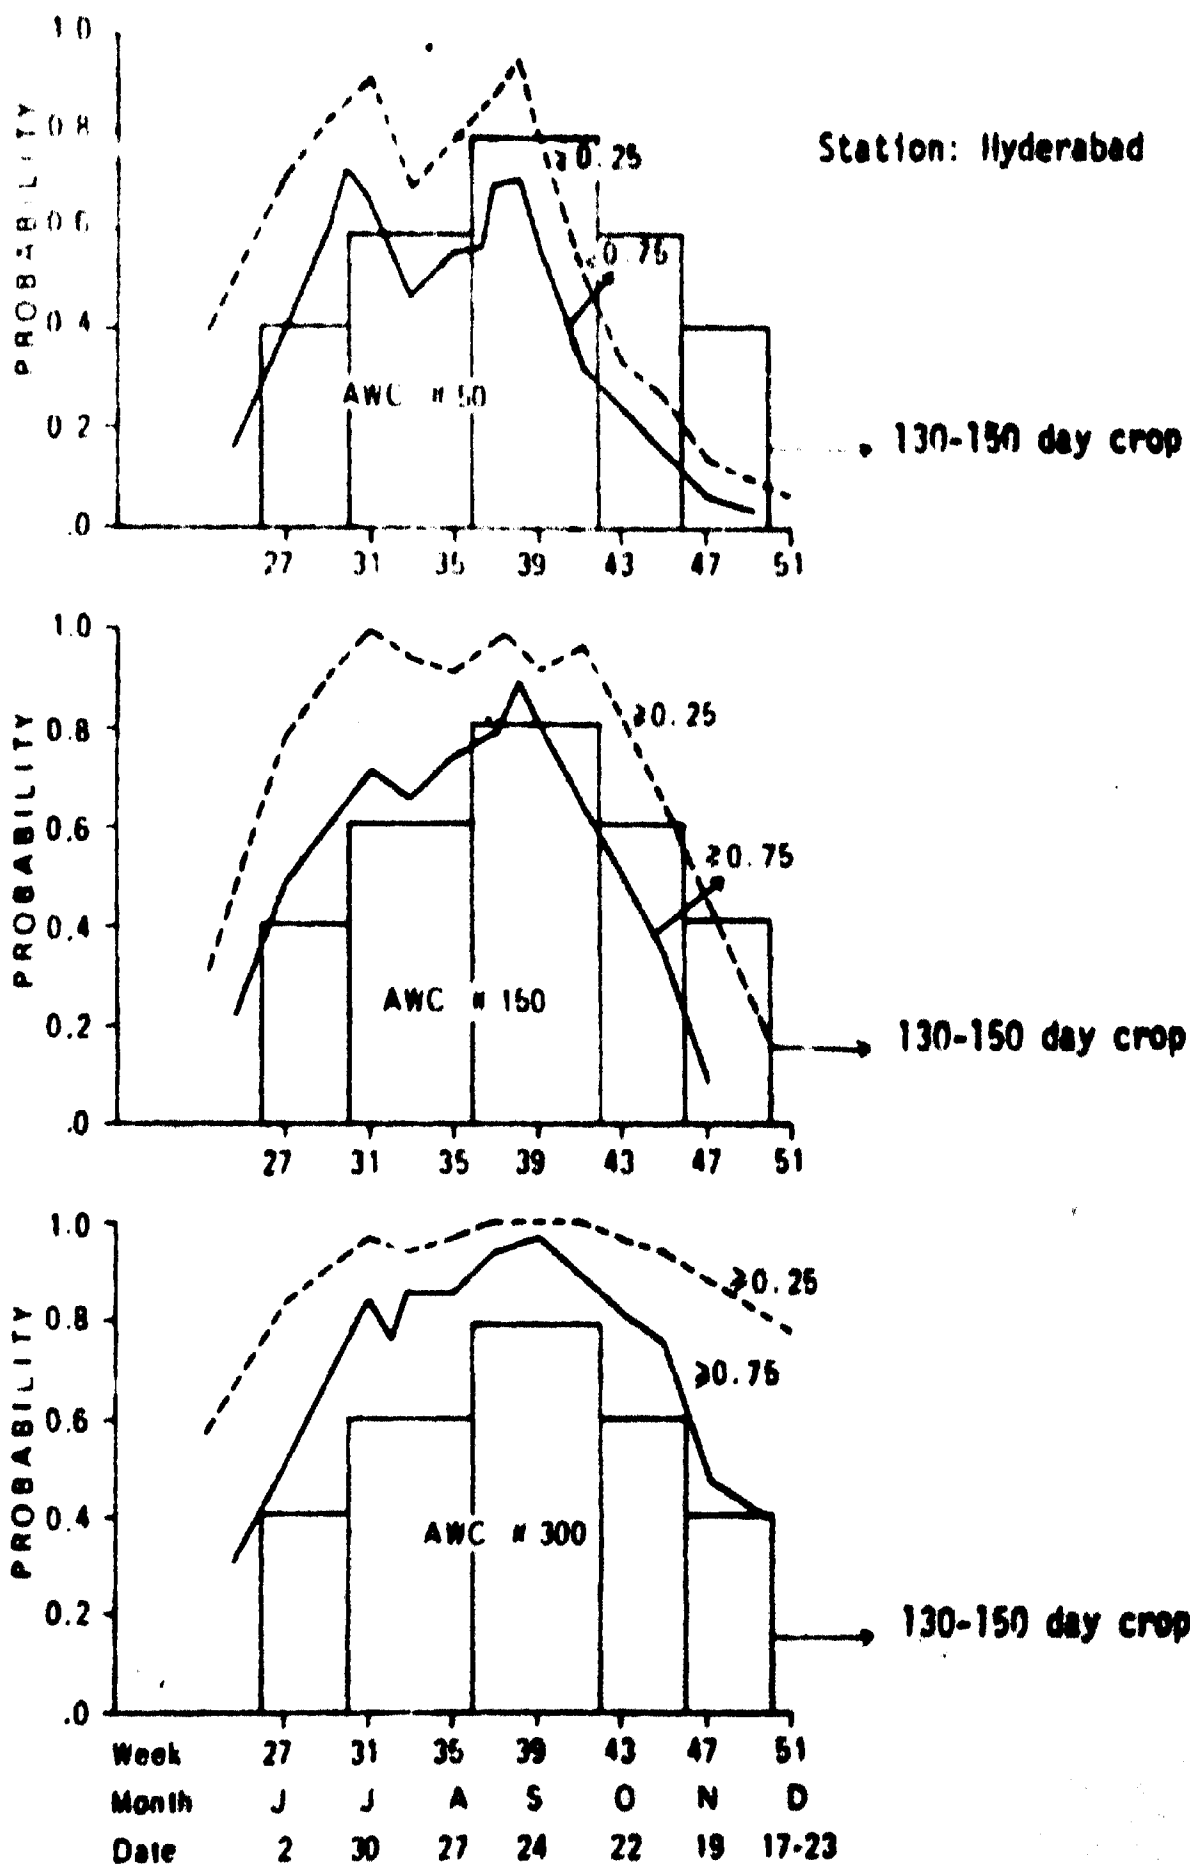 1.0
0.8
Station: Hyderabad
≥0.25
PROBABILITY
0.6
≥0.75
0.4
AWC = 50
0.2
130-150 day crop
.0
27 31 35 39 43 47 51
1.0
≥0.25
0.8
PROBABILITY
0.6
≥0.75
0.4
AWC = 150
0.2
130-150 day crop
.0
27 31 35 39 43 47 51
1.0
≥0.25
0.8
≥0.75
PROBABILITY
0.6
0.4
AWC = 300
0.2
130-150 day crop
.0
Week 27 31 35 39 43 47 51
Month J J A S O N D
Date 2 30 27 24 22 19 17-23